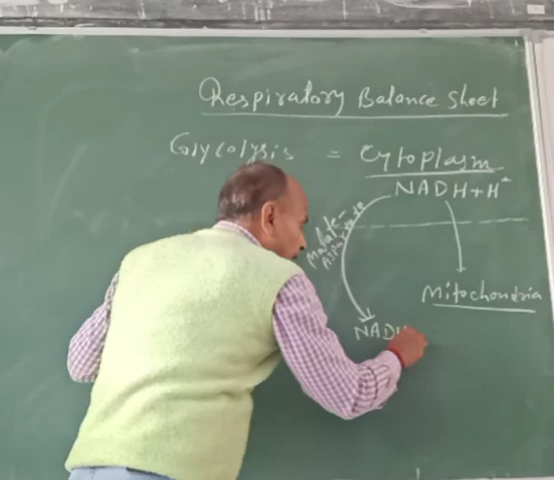 Respiratory Balance Sheet
Glycolysis = Cytoplasm
NADH+H+
Malate-
Aspartate
Mitochondria
NADH